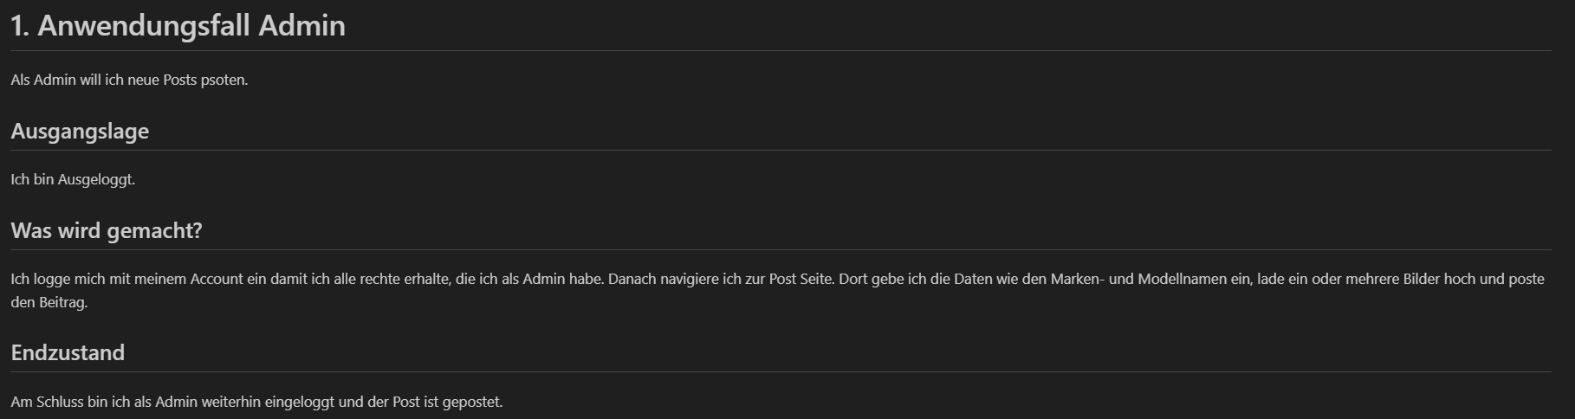 1. Anwendungsfall Admin
Als Admin will ich neue Posts psoten.
Ausgangslage
Ich bin Ausgeloggt.
Was wird gemacht?
Ich logge mich mit meinem Account ein damit ich alle rechte erhalte, die ich als Admin habe. Danach navigiere ich zur Post Seite. Dort gebe ich die Daten wie den Marken- und Modellnamen ein, lade ein oder mehrere Bilder hoch und poste
den Beitrag.
Endzustand
Am Schluss bin ich als Admin weiterhin eingeloggt und der Post ist gepostet.